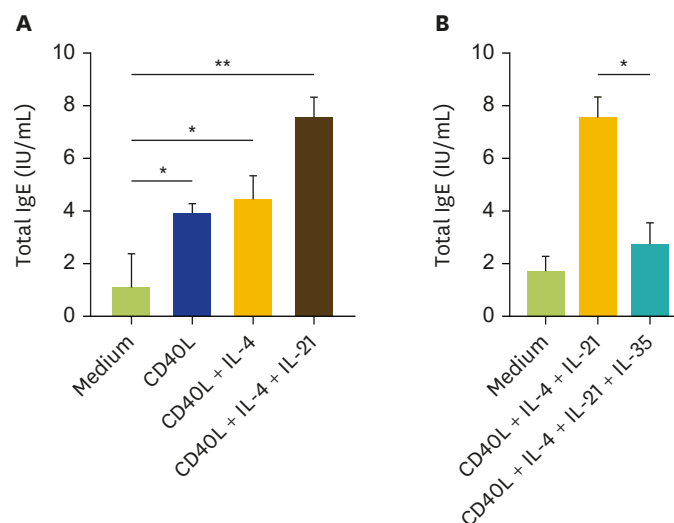 A
Total IgE (IU/mL)
10
8
6
4
2
0
**
*
*
Medium
CD40L
CD40L + IL-4
CD40L + IL-4 + IL-21
B
Total IgE (IU/mL)
10
8
6
4
2
0
*
Medium
CD40L + IL-4 + IL-21
CD40L + IL-4 + IL-21 + IL-35